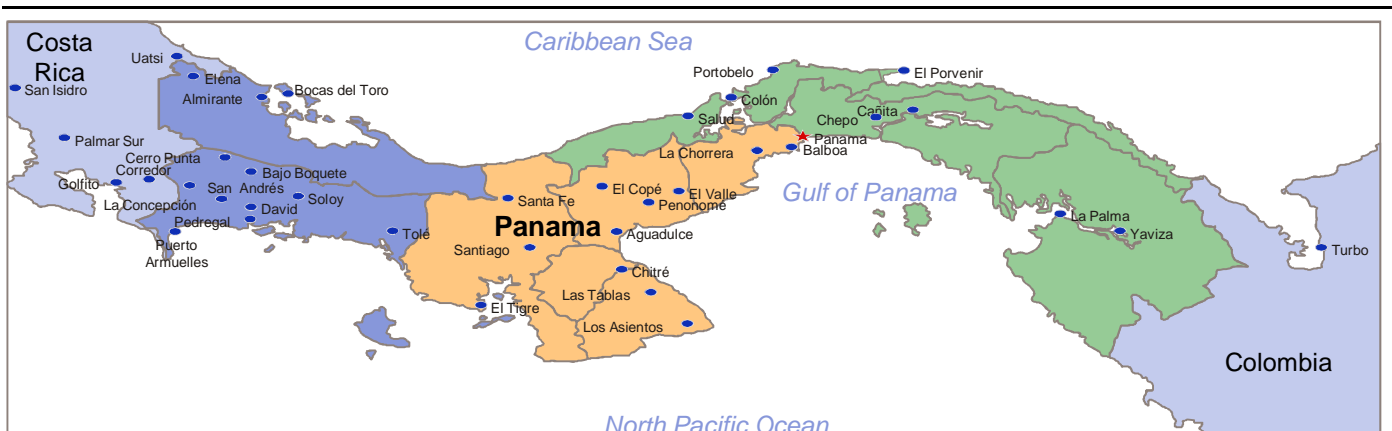 Costa
Rica
Caribbean Sea
Uatsi
Elena
San Isidro
Almirante
Bocas del Toro
Portobelo
El Porvenir
Colón
Salud
Chepo
Cañita
Panama
Balboa
Palmar Sur
Cerro Punta
Corredor
Golfito
Bajo Boquete
San
Andrés
La Concepción
David
Soloy
Pedregal
Puerto
Armuelles
Tolé
La Chorrera
El Copé
El Valle
Santa Fe
Penonomé
Gulf of Panama
Panama
Aguadulce
Santiago
La Palma
Yaviza
Turbo
Chitré
Las Tablas
El Tigre
Los Asientos
Colombia
North Pacific Ocean